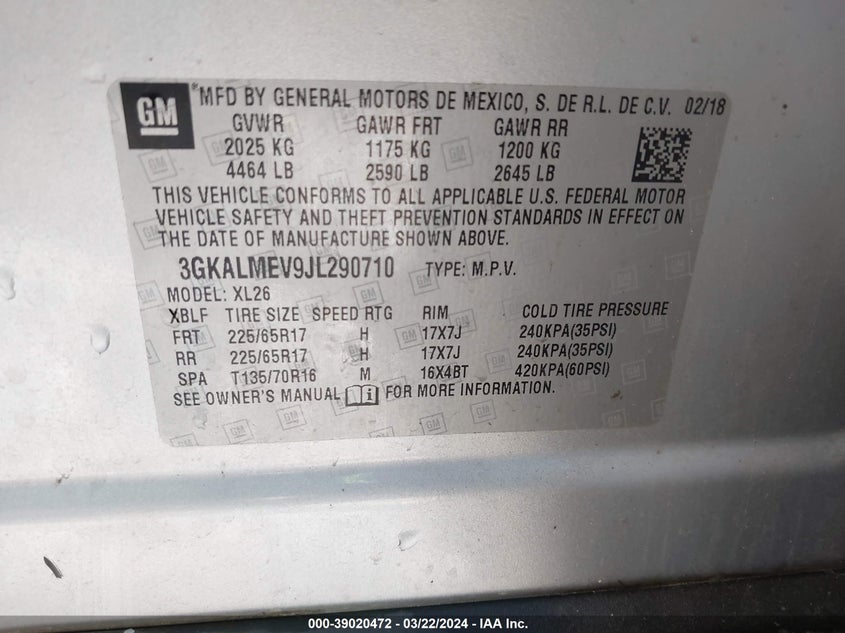 GM
®MFD BY GENERAL MOTORS DE MEXICO, S. DE R.L. DE C.V. 02/18
GVWR GAWR FRT GAWR RR
2025 KG 1175 KG 1200 KG
4464 LB 2590 LB 2645 LB
THIS VEHICLE CONFORMS TO ALL APPLICABLE U.S. FEDERAL MOTOR
VEHICLE SAFETY AND THEFT PREVENTION STANDARDS IN EFFECT ON
THE DATE OF MANUFACTURE SHOWN ABOVE.
3GKALMEV9JL290710 TYPE: M.P.V.
MODEL: XL26
XBLF TIRE SIZE SPEED RTG RIM COLD TIRE PRESSURE
FRT 225/65R17 H 17X7J 240KPA(35PSI)
RR 225/65R17 H 17X7J 240KPA(35PSI)
SPA T135/70R16 M 16X4BT 420KPA(60PSI)
SEE OWNER'S MANUAL i FOR MORE INFORMATION.
000-39020472 - 03/22/2024 - IAA Inc.